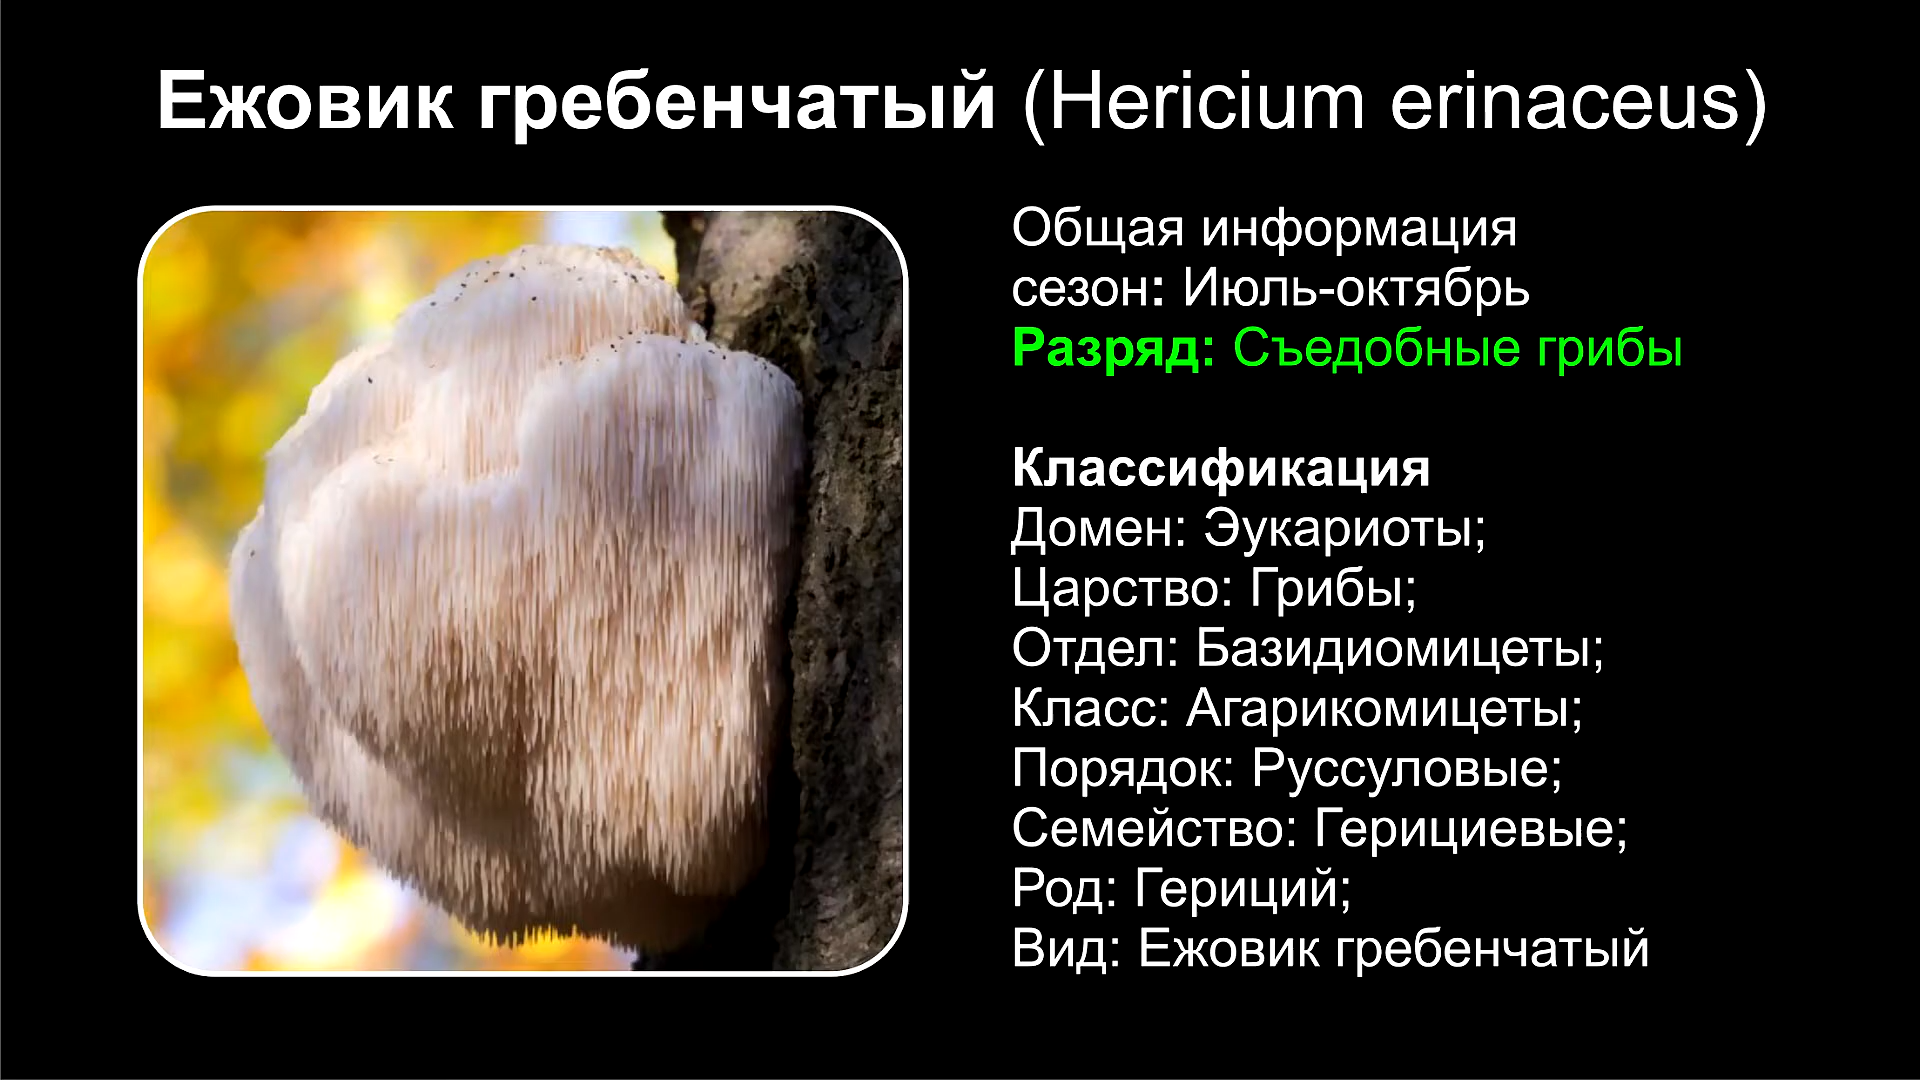 Ежовик гребенчатый (Hericium erinaceus)
Общая информация
сезон: Июль-октябрь
Разряд: Съедобные грибы
Классификация
Домен: Эукариоты;
Царство: Грибы;
Отдел: Базидиомицеты;
Класс: Агарикомицеты;
Порядок: Руссуловые;
Семейство: Герициевые;
Род: Гериций;
Вид: Ежовик гребенчатый